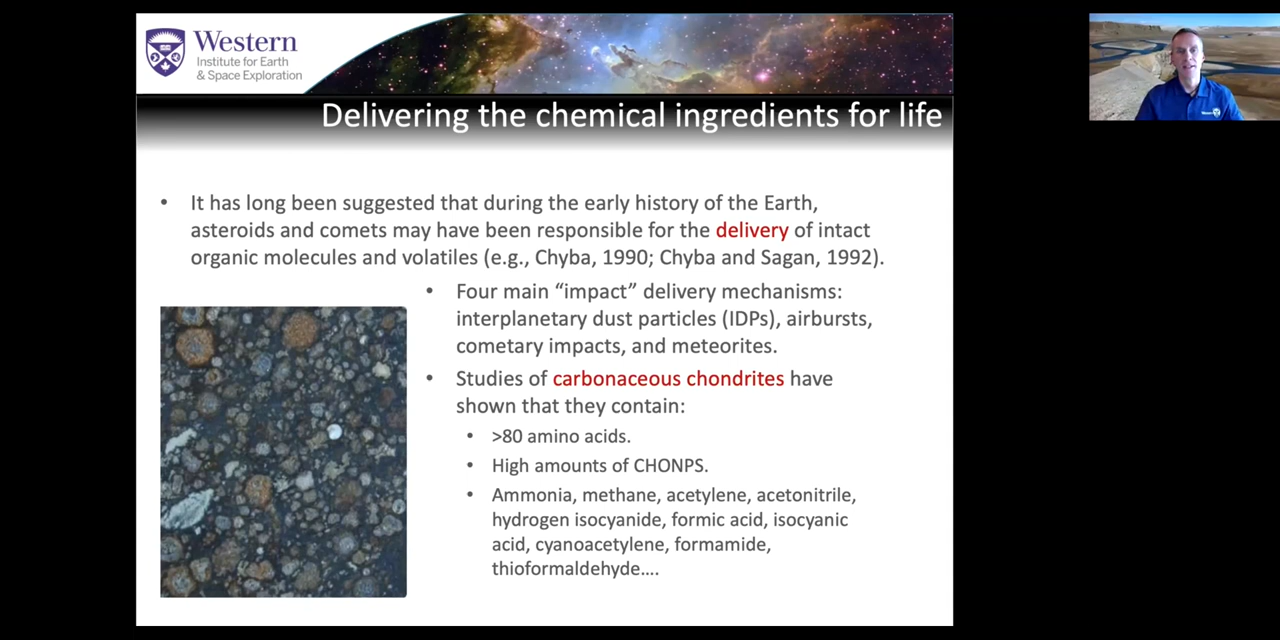 Western
Institute for Earth
& Space Exploration
Delivering the chemical ingredients for life
• It has long been suggested that during the early history of the Earth,
asteroids and comets may have been responsible for the delivery of intact
organic molecules and volatiles (e.g., Chyba, 1990; Chyba and Sagan, 1992).
• Four main “impact” delivery mechanisms:
interplanetary dust particles (IDPs), airbursts,
cometary impacts, and meteorites.
• Studies of carbonaceous chondrites have
shown that they contain:
• >80 amino acids.
• High amounts of CHONPS.
• Ammonia, methane, acetylene, acetonitrile,
hydrogen isocyanide, formic acid, isocyanic
acid, cyanoacetylene, formamide,
thioformaldehyde….